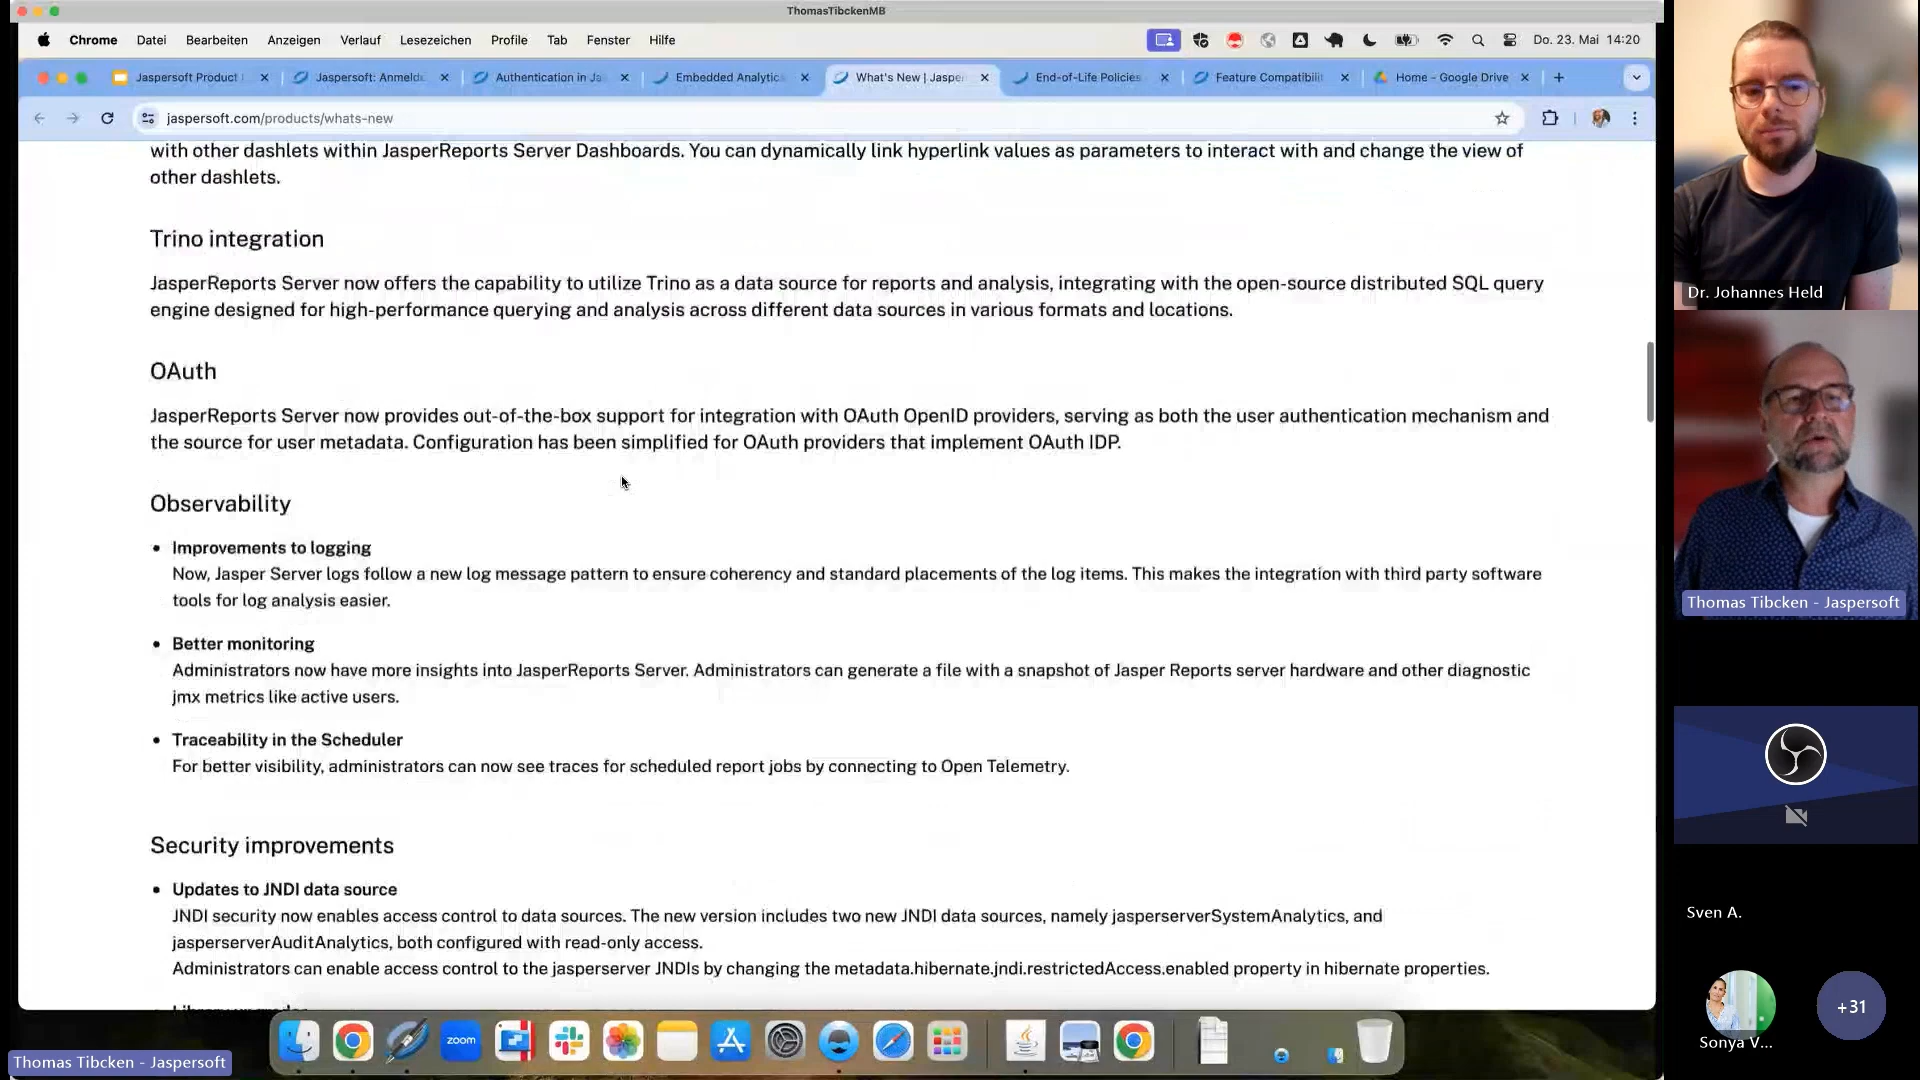 ThomasTibckenMB
Chrome Datei Bearbeiten Anzeigen Verlauf Lesezeichen Profile Tab Fenster Hilfe Do. 23. Mai 14:20
Jaspersoft Product Jaspersoft: Anmeld Authentication in Ja Embedded Analytics What's New | Jasper End-of-Life Policies Feature Compatibili Home - Google Drive
jaspersoft.com/products/whats-new
with other dashlets within JasperReports Server Dashboards. You can dynamically link hyperlink values as parameters to interact with and change the view of
other dashlets.
Trino integration
JasperReports Server now offers the capability to utilize Trino as a data source for reports and analysis, integrating with the open-source distributed SQL query
engine designed for high-performance querying and analysis across different data sources in various formats and locations.
OAuth
JasperReports Server now provides out-of-the-box support for integration with OAuth OpenID providers, serving as both the user authentication mechanism and
the source for user metadata. Configuration has been simplified for OAuth providers that implement OAuth IDP.
Observability
• Improvements to logging
Now, Jasper Server logs follow a new log message pattern to ensure coherency and standard placements of the log items. This makes the integration with third party software
tools for log analysis easier.
• Better monitoring
Administrators now have more insights into JasperReports Server. Administrators can generate a file with a snapshot of Jasper Reports server hardware and other diagnostic
jmx metrics like active users.
• Traceability in the Scheduler
For better visibility, administrators can now see traces for scheduled report jobs by connecting to Open Telemetry.
Security improvements
• Updates to JNDI data source
JNDI security now enables access control to data sources. The new version includes two new JNDI data sources, namely jasperserverSystemAnalytics, and
jasperserverAuditAnalytics, both configured with read-only access.
Administrators can enable access control to the jasperserver JNDIs by changing the metadata.hibernate.jndi.restrictedAccess.enabled property in hibernate properties.
zoom
Thomas Tibcken - Jaspersoft
Dr. Johannes Held
Thomas Tibcken - Jaspersoft
Sven A.
Sonya V...
+31